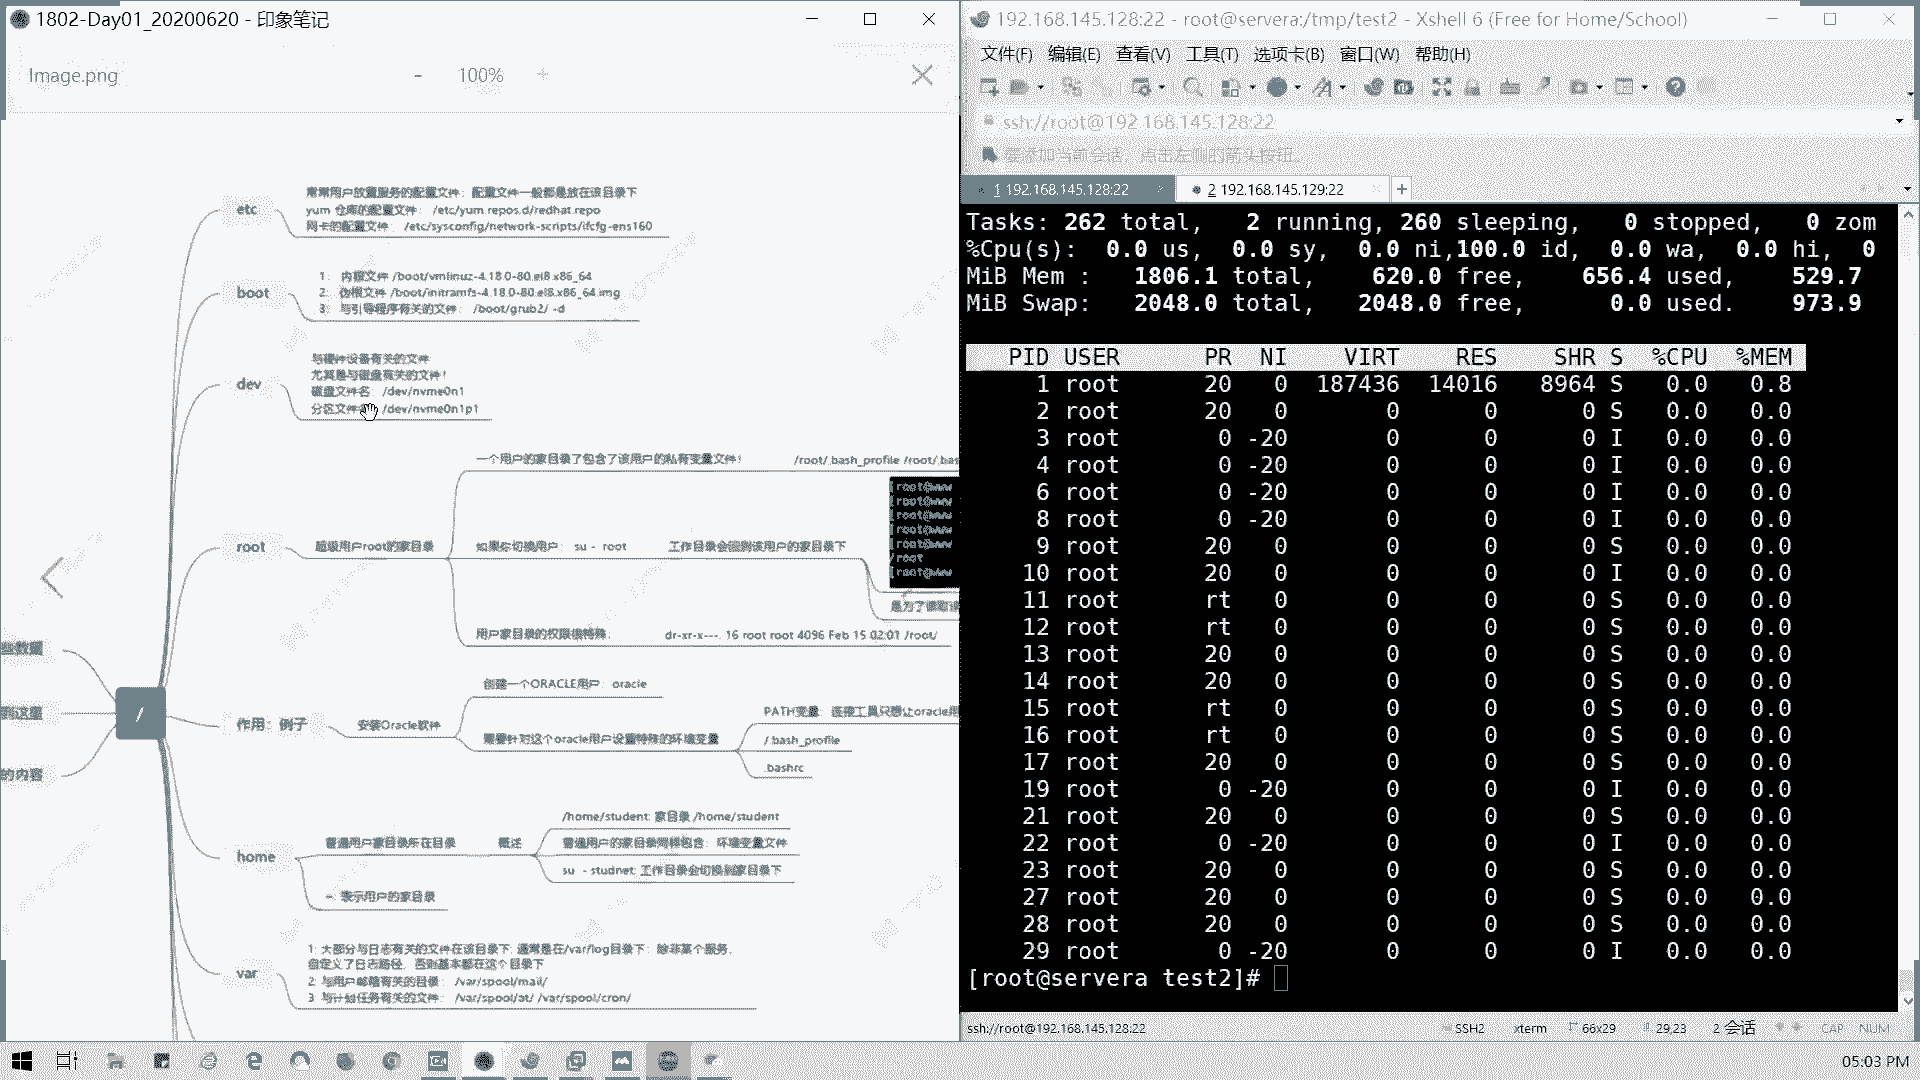 1802-Day01_20200620 - 印象笔记
Image.png
- 100% +
etc
常常用户放置服务的配置文件：配置文件一般都是放在该目录下
yum 仓库的配置文件： /etc/yum.repos.d/redhat.repo
网卡的配置文件： /etc/sysconfig/network-scripts/ifcfg-ens160
boot
1: 内核文件 /boot/vmlinuz-4.18.0-80.el8.x86_64
2: 伪根文件 /boot/initramfs-4.18.0-80.el8.x86_64.img
3: 与引导程序有关的文件： /boot/grub2/ -d
dev
与硬件设备有关的文件
尤其是与磁盘有关的文件！
磁盘文件名 /dev/nvme0n1
分区文件 /dev/nvme0n1p1
root
超级用户root的家目录
一个用户的家目录了包含了该用户的私有变量文件！ /root/.bash_profile /root/.bas
如果你切换用户： su - root 工作目录会回到该用户的家目录下
[root@www
[root@www
[root@www
[root@www
[root@www
/root
[root@www
用户家目录的权限很特殊： dr-xr-x---. 16 root root 4096 Feb 15 02:01 /root/
些数据
到这里
的内容
/
作用：例子
安装Oracle软件
创建一个ORACLE用户：oracle
需要针对这个oracle用户设置特殊的环境变量
PATH变量：连接工具只想让oracle用
/.bash_profile
.bashrc
home
普通用户家目录所在目录
概述
/home/student: 家目录 /home/student
普通用户的家目录同样包含：环境变量文件
su - studnet: 工作目录会切换到家目录下
~: 表示用户的家目录
var
1: 大部分与日志有关的文件在该目录下: 通常是在/var/log目录下：除非某个服务，
自定义了日志路径，否则基本都在这个目录下
2: 与用户邮箱有关的目录： /var/spool/mail/
3: 与计划任务有关的文件： /var/spool/at/ /var/spool/cron/
192.168.145.128:22 - root@servera:/tmp/test2 - Xshell 6 (Free for Home/School)
文件(F) 编辑(E) 查看(V) 工具(T) 选项卡(B) 窗口(W) 帮助(H)
ssh://root@192.168.145.128:22
要添加当前会话，点击左侧的箭头按钮。
1 192.168.145.128:22 2 192.168.145.129:22 +
Tasks: 262 total, 2 running, 260 sleeping, 0 stopped, 0 zom
%Cpu(s): 0.0 us, 0.0 sy, 0.0 ni,100.0 id, 0.0 wa, 0.0 hi, 0
MiB Mem : 1806.1 total, 620.0 free, 656.4 used, 529.7
MiB Swap: 2048.0 total, 2048.0 free, 0.0 used. 973.9
PID USER PR NI VIRT RES SHR S %CPU %MEM
1 root 20 0 187436 14016 8964 S 0.0 0.8
2 root 20 0 0 0 0 S 0.0 0.0
3 root 0 -20 0 0 0 I 0.0 0.0
4 root 0 -20 0 0 0 I 0.0 0.0
6 root 0 -20 0 0 0 I 0.0 0.0
8 root 0 -20 0 0 0 I 0.0 0.0
9 root 20 0 0 0 0 S 0.0 0.0
10 root 20 0 0 0 0 I 0.0 0.0
11 root rt 0 0 0 0 S 0.0 0.0
12 root rt 0 0 0 0 S 0.0 0.0
13 root 20 0 0 0 0 S 0.0 0.0
14 root 20 0 0 0 0 S 0.0 0.0
15 root rt 0 0 0 0 S 0.0 0.0
16 root rt 0 0 0 0 S 0.0 0.0
17 root 20 0 0 0 0 S 0.0 0.0
19 root 0 -20 0 0 0 I 0.0 0.0
21 root 20 0 0 0 0 S 0.0 0.0
22 root 0 -20 0 0 0 I 0.0 0.0
23 root 20 0 0 0 0 S 0.0 0.0
27 root 20 0 0 0 0 S 0.0 0.0
28 root 20 0 0 0 0 S 0.0 0.0
29 root 0 -20 0 0 0 I 0.0 0.0
[root@servera test2]#
ssh://root@192.168.145.128:22 SSH2 xterm 66x29 29,23 2 会话 CAP NUM
05:03 PM